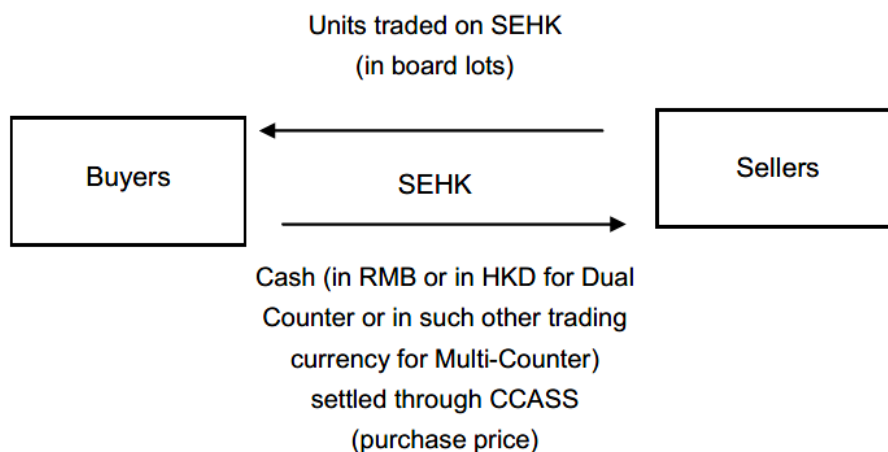 Units traded on SEHK
(in board lots)
Buyers
SEHK
Sellers
Cash (in RMB or in HKD for Dual
Counter or in such other trading
currency for Multi-Counter)
settled through CCASS
(purchase price)